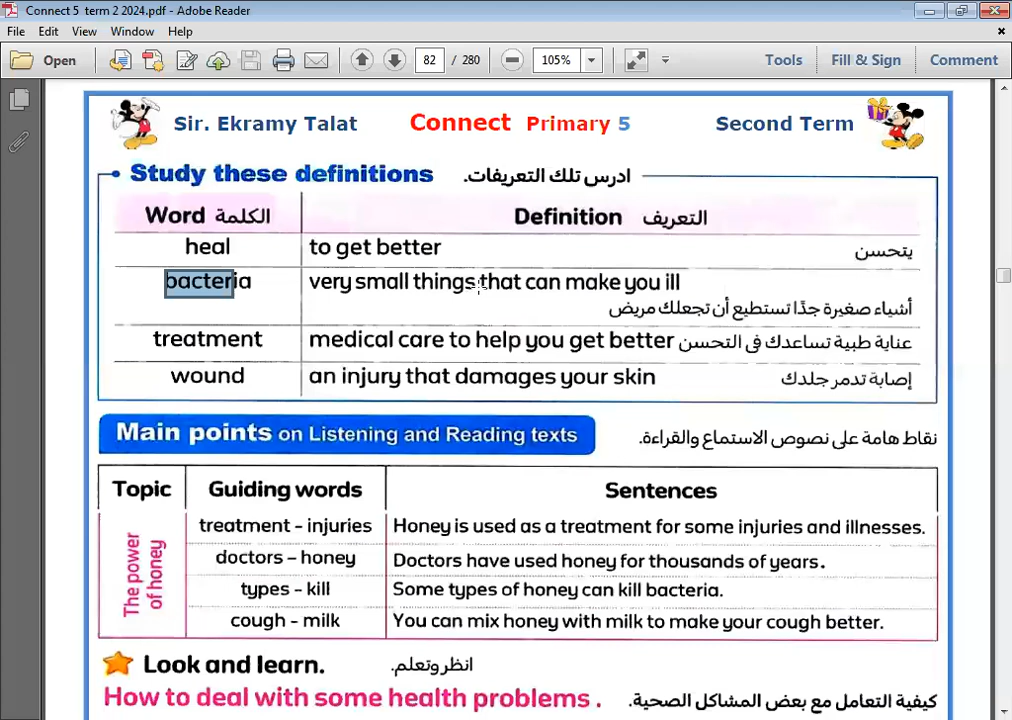 Connect 5 term 2 2024.pdf - Adobe Reader
File Edit View Window Help
Open 82 / 280 105% Tools Fill & Sign Comment
Sir. Ekramy Talat Connect Primary 5 Second Term
Study these definitions ادرس تلك التعريفات.
Word الكلمة Definition التعريف
heal to get better يتحسن
bacteria very small things that can make you ill
أشياء صغيرة جدًا تستطيع أن تجعلك مريض
treatment medical care to help you get better عناية طبية تساعدك فى التحسن
wound an injury that damages your skin إصابة تدمر جلدك
Main points on Listening and Reading texts نقاط هامة على نصوص الاستماع والقراءة.
Topic Guiding words Sentences
The power of honey
treatment - injuries Honey is used as a treatment for some injuries and illnesses.
doctors - honey Doctors have used honey for thousands of years.
types - kill Some types of honey can kill bacteria.
cough - milk You can mix honey with milk to make your cough better.
Look and learn. انظر وتعلم.
How to deal with some health problems . كيفية التعامل مع بعض المشاكل الصحية.